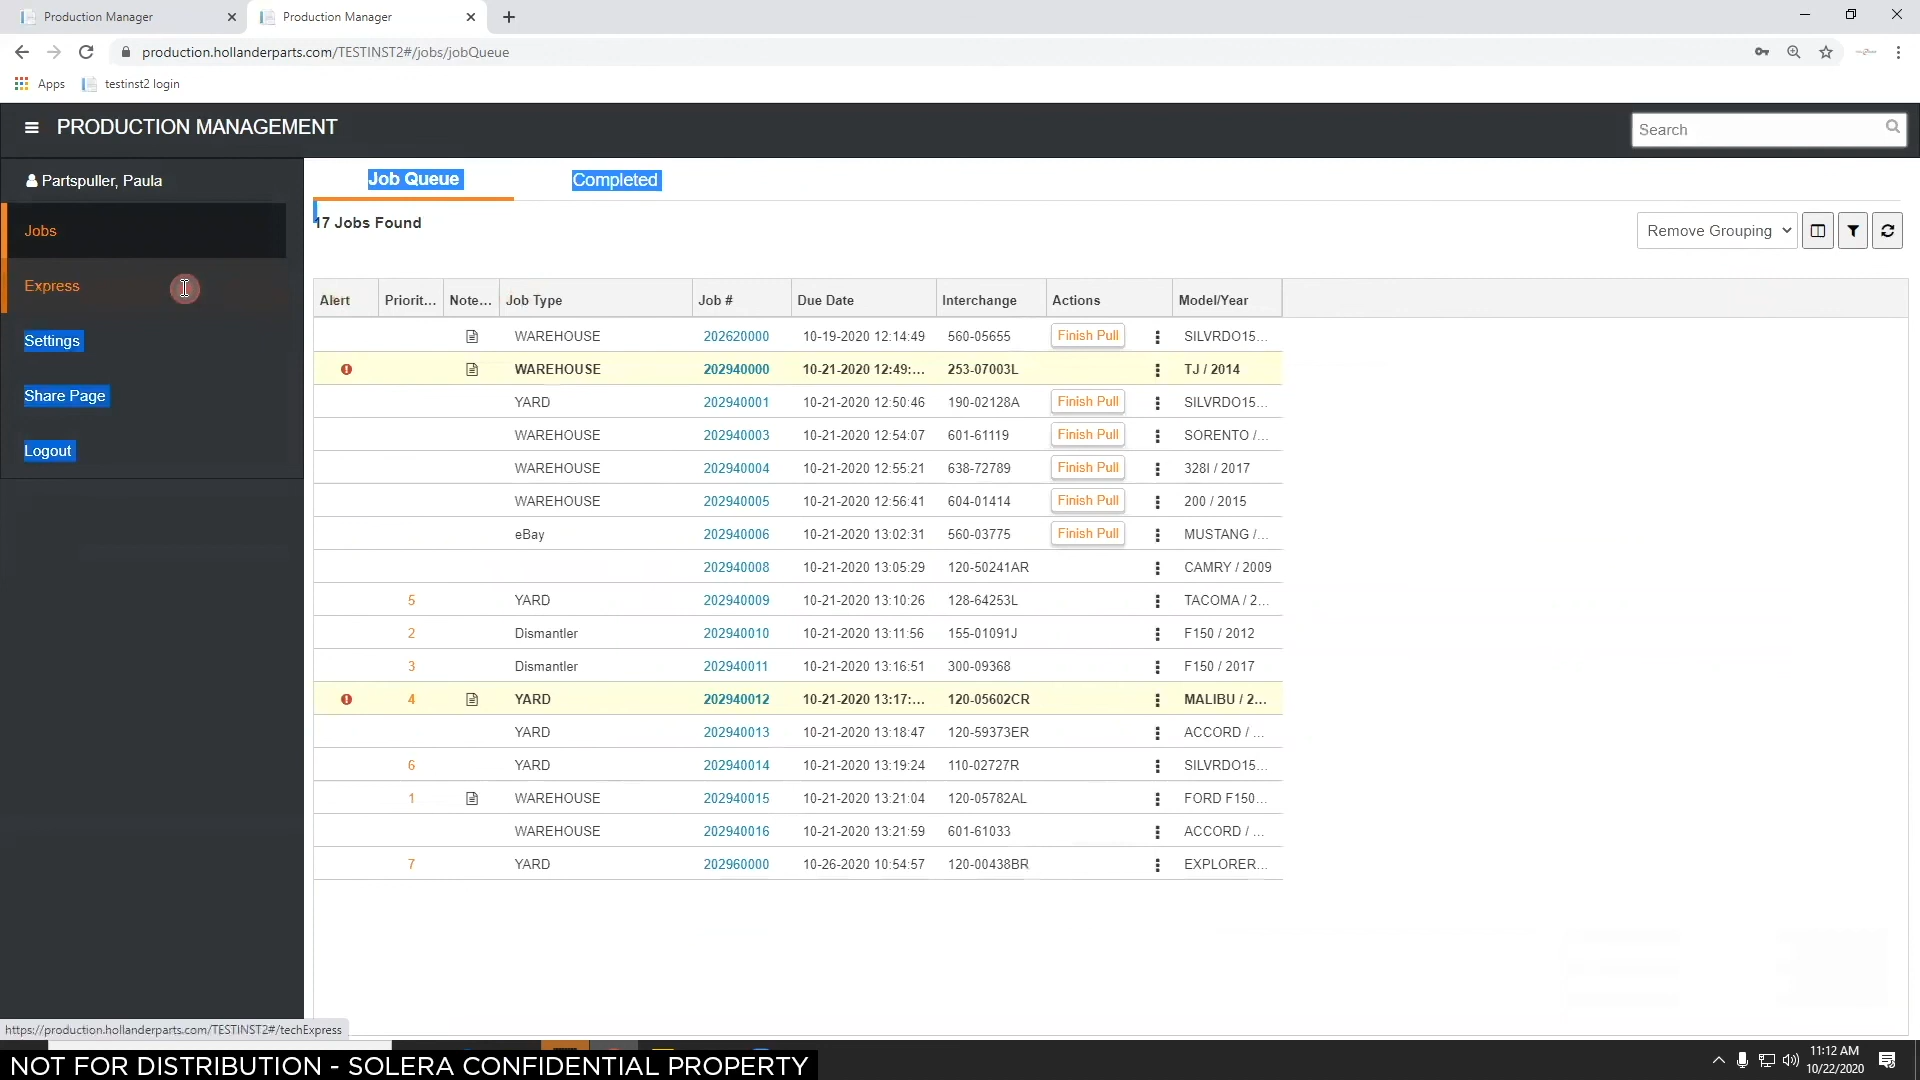 Production Manager
Production Manager
production.hollanderparts.com/TESTINST2#/jobs/jobQueue
Apps
testinst2 login
PRODUCTION MANAGEMENT
Search
Partspuller, Paula
Jobs
Express
Settings
Share Page
Logout
Job Queue Completed
17 Jobs Found
Remove Grouping
Alert Priorit... Note... Job Type Job # Due Date Interchange Actions Model/Year
WAREHOUSE 202620000 10-19-2020 12:14:49 560-05655 Finish Pull SILVRDO15...
WAREHOUSE 202940000 10-21-2020 12:49:... 253-07003L TJ / 2014
YARD 202940001 10-21-2020 12:50:46 190-02128A Finish Pull SILVRDO15...
WAREHOUSE 202940003 10-21-2020 12:54:07 601-61119 Finish Pull SORENTO /...
WAREHOUSE 202940004 10-21-2020 12:55:21 638-72789 Finish Pull 328I / 2017
WAREHOUSE 202940005 10-21-2020 12:56:41 604-01414 Finish Pull 200 / 2015
eBay 202940006 10-21-2020 13:02:31 560-03775 Finish Pull MUSTANG /...
202940008 10-21-2020 13:05:29 120-50241AR CAMRY / 2009
5 YARD 202940009 10-21-2020 13:10:26 128-64253L TACOMA / 2...
2 Dismantler 202940010 10-21-2020 13:11:56 155-01091J F150 / 2012
3 Dismantler 202940011 10-21-2020 13:16:51 300-09368 F150 / 2017
4 YARD 202940012 10-21-2020 13:17:... 120-05602CR MALIBU / 2...
YARD 202940013 10-21-2020 13:18:47 120-59373ER ACCORD / ...
6 YARD 202940014 10-21-2020 13:19:24 110-02727R SILVRDO15...
1 WAREHOUSE 202940015 10-21-2020 13:21:04 120-05782AL FORD F150...
WAREHOUSE 202940016 10-21-2020 13:21:59 601-61033 ACCORD / ...
7 YARD 202960000 10-26-2020 10:54:57 120-00438BR EXPLORER...
https://production.hollanderparts.com/TESTINST2#/techExpress
NOT FOR DISTRIBUTION - SOLERA CONFIDENTIAL PROPERTY
11:12 AM
10/22/2020